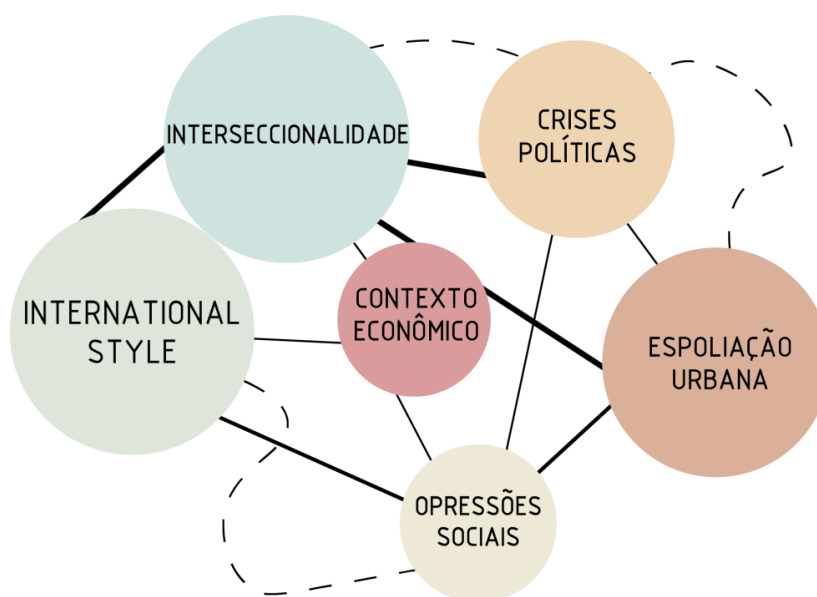 INTERSECCIONALIDADE
CRISES
POLÍTICAS
INTERNATIONAL
STYLE
CONTEXTO
ECONÔMICO
ESPOLIAÇÃO
URBANA
OPRESSÕES
SOCIAIS